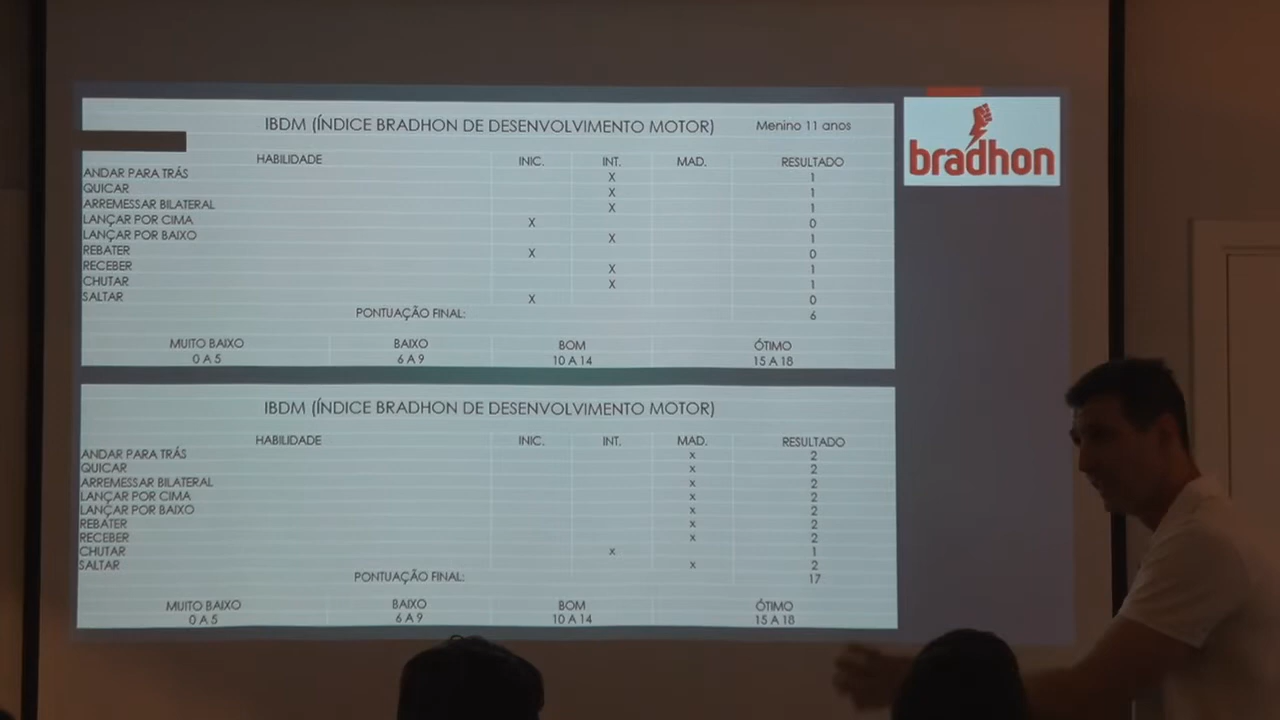 IBDM (ÍNDICE BRADHON DE DESENVOLVIMENTO MOTOR) Menino 11 anos
bradhon
HABILIDADE INIC. INT. MAD. RESULTADO
ANDAR PARA TRÁS X 1
QUICAR X 1
ARREMESSAR BILATERAL X 1
LANÇAR POR CIMA X 0
LANÇAR POR BAIXO X 1
REBATER X 0
RECEBER X 1
CHUTAR X 1
SALTAR X 0
PONTUAÇÃO FINAL: 6
MUITO BAIXO BAIXO BOM ÓTIMO
0 A 5 6 A 9 10 A 14 15 A 18
IBDM (ÍNDICE BRADHON DE DESENVOLVIMENTO MOTOR)
HABILIDADE INIC. INT. MAD. RESULTADO
ANDAR PARA TRÁS x 2
QUICAR x 2
ARREMESSAR BILATERAL x 2
LANÇAR POR CIMA x 2
LANÇAR POR BAIXO x 2
REBATER x 2
RECEBER x 2
CHUTAR x 1
SALTAR x 2
PONTUAÇÃO FINAL: 17
MUITO BAIXO BAIXO BOM ÓTIMO
0 A 5 6 A 9 10 A 14 15 A 18